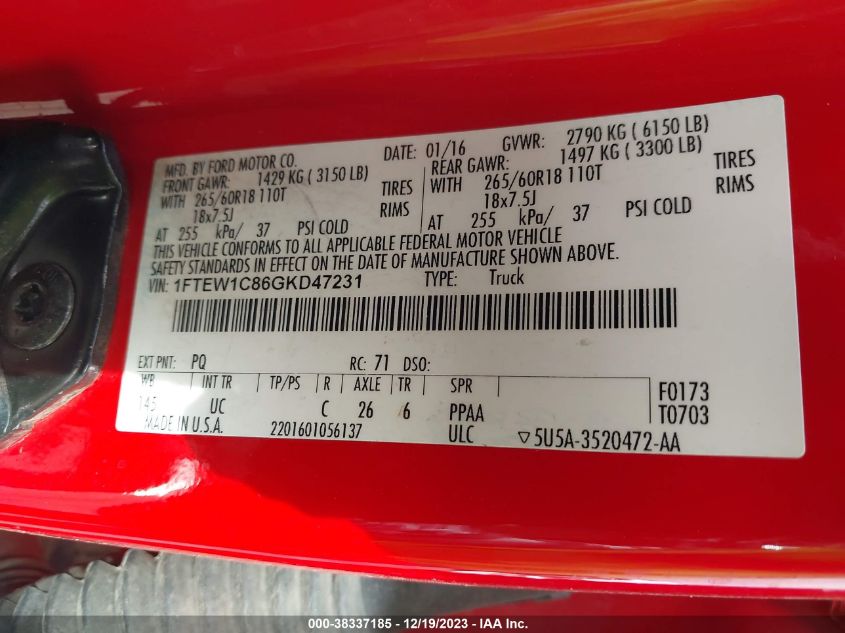 MFD. BY FORD MOTOR CO. DATE: 01/16 GVWR: 2790 KG ( 6150 LB)
FRONT GAWR: 1429 KG ( 3150 LB) REAR GAWR: 1497 KG ( 3300 LB)
WITH 265/60R18 110T TIRES WITH 265/60R18 110T TIRES
18x7.5J RIMS 18x7.5J RIMS
AT 255 kPa/ 37 PSI COLD AT 255 kPa/ 37 PSI COLD
THIS VEHICLE CONFORMS TO ALL APPLICABLE FEDERAL MOTOR VEHICLE
SAFETY STANDARDS IN EFFECT ON THE DATE OF MANUFACTURE SHOWN ABOVE.
VIN: 1FTEW1C86GKD47231 TYPE: Truck
EXT PNT: PQ RC: 71 DSO:
WB INT TR TP/PS R AXLE TR SPR F0173
145 UC C 26 6 PPAA T0703
MADE IN U.S.A. 2201601056137 ULC ▽5U5A-3520472-AA
000-38337185 - 12/19/2023 - IAA Inc.